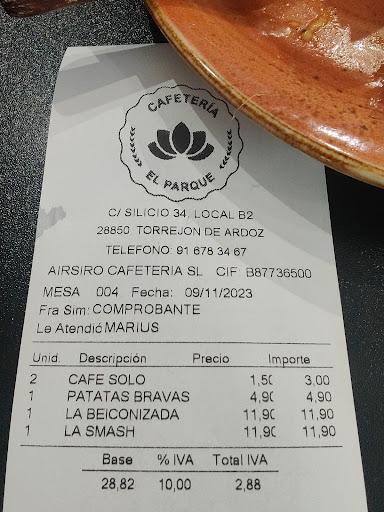 CAFETERÍA
EL PARQUE
C/ SILICIO 34, LOCAL B2
28850 TORREJON DE ARDOZ
TELEFONO: 91 678 34 67
AIRSIRO CAFETERIA SL CIF: B87736500
MESA 004 Fecha: 09/11/2023
Fra Sim: COMPROBANTE
Le Atendió MARIUS
Unid. Descripción Precio Importe
2 CAFE SOLO 1,50 3,00
1 PATATAS BRAVAS 4,90 4,90
1 LA BEICONIZADA 11,90 11,90
1 LA SMASH 11,90 11,90
Base % IVA Total IVA
28,82 10,00 2,88